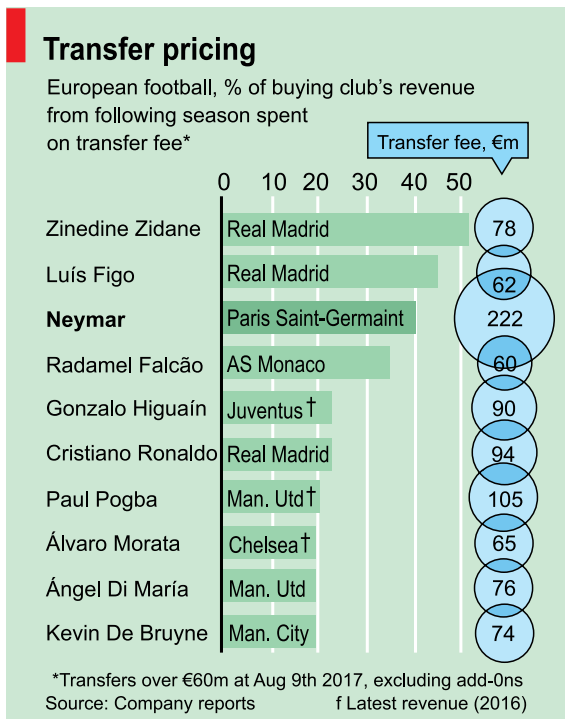 Transfer pricing
European football, % of buying club's revenue
from following season spent
on transfer fee*
Transfer fee, €m
0 10 20 30 40 50
Zinedine Zidane Real Madrid 78
Luís Figo Real Madrid 62
Neymar Paris Saint-Germaint 222
Radamel Falcão AS Monaco 60
Gonzalo Higuaín Juventus† 90
Cristiano Ronaldo Real Madrid 94
Paul Pogba Man. Utd† 105
Álvaro Morata Chelsea† 65
Ángel Di María Man. Utd 76
Kevin De Bruyne Man. City 74
*Transfers over €60m at Aug 9th 2017, excluding add-0ns
Source: Company reports f Latest revenue (2016)